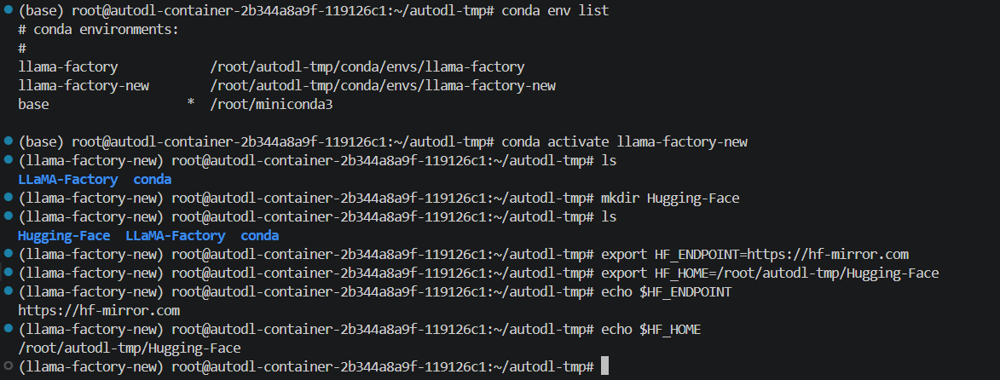 (base) root@autodl-container-2b344a8a9f-119126c1:~/autodl-tmp# conda env list
# conda environments:
#
llama-factory            /root/autodl-tmp/conda/envs/llama-factory
llama-factory-new        /root/autodl-tmp/conda/envs/llama-factory-new
base                  *  /root/miniconda3
(base) root@autodl-container-2b344a8a9f-119126c1:~/autodl-tmp# conda activate llama-factory-new
(llama-factory-new) root@autodl-container-2b344a8a9f-119126c1:~/autodl-tmp# ls
LLaMA-Factory  conda
(llama-factory-new) root@autodl-container-2b344a8a9f-119126c1:~/autodl-tmp# mkdir Hugging-Face
(llama-factory-new) root@autodl-container-2b344a8a9f-119126c1:~/autodl-tmp# ls
Hugging-Face  LLaMA-Factory  conda
(llama-factory-new) root@autodl-container-2b344a8a9f-119126c1:~/autodl-tmp# export HF_ENDPOINT=https://hf-mirror.com
(llama-factory-new) root@autodl-container-2b344a8a9f-119126c1:~/autodl-tmp# export HF_HOME=/root/autodl-tmp/Hugging-Face
(llama-factory-new) root@autodl-container-2b344a8a9f-119126c1:~/autodl-tmp# echo $HF_ENDPOINT
https://hf-mirror.com
(llama-factory-new) root@autodl-container-2b344a8a9f-119126c1:~/autodl-tmp# echo $HF_HOME
/root/autodl-tmp/Hugging-Face
(llama-factory-new) root@autodl-container-2b344a8a9f-119126c1:~/autodl-tmp#